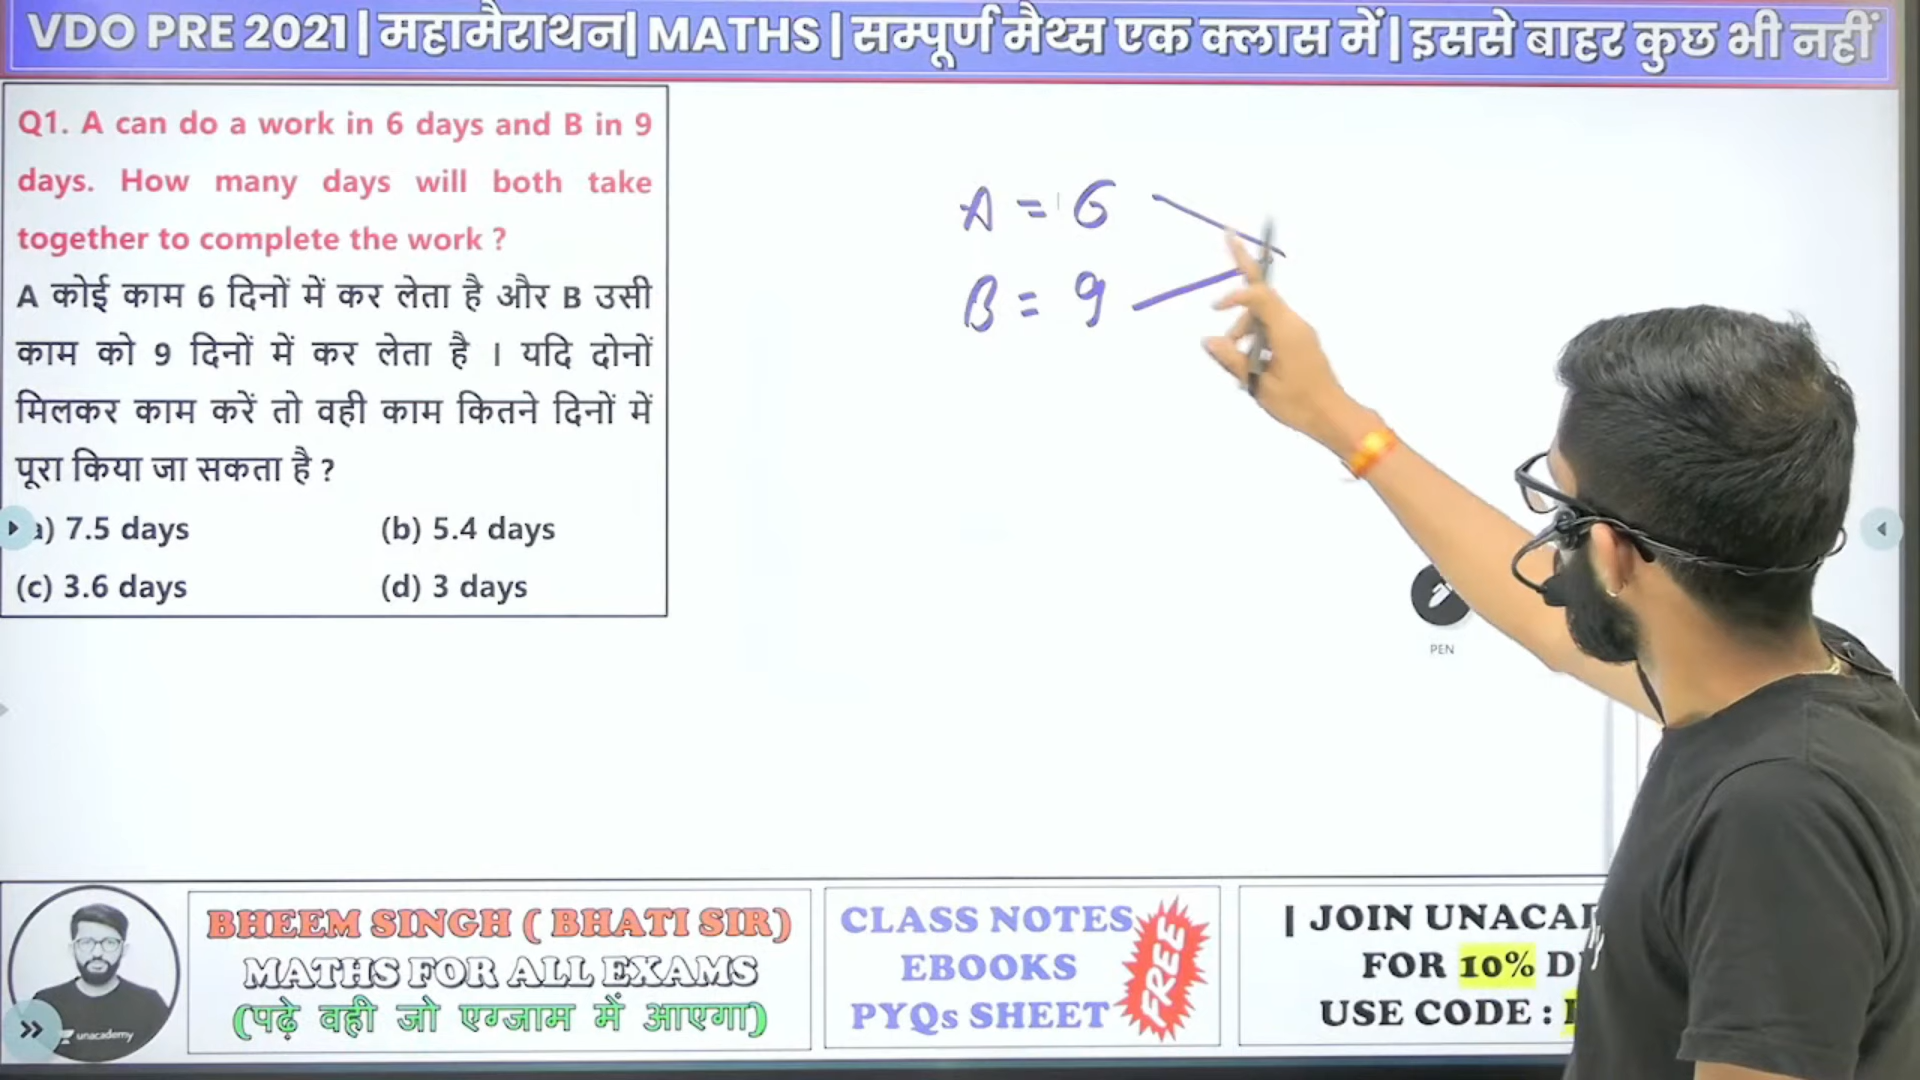 VDO PRE 2021 | महामैराथन| MATHS | सम्पूर्ण मैथ्स एक क्लास में | इससे बाहर कुछ भी नहीं
Q1. A can do a work in 6 days and B in 9
days. How many days will both take
together to complete the work ?
A कोई काम 6 दिनों में कर लेता है और B उसी
काम को 9 दिनों में कर लेता है । यदि दोनों
मिलकर काम करें तो वही काम कितने दिनों में
पूरा किया जा सकता है ?
a) 7.5 days (b) 5.4 days
(c) 3.6 days (d) 3 days
A = 6
B = 9
PEN
unacademy
BHEEM SINGH ( BHATI SIR)
MATHS FOR ALL EXAMS
(पढ़े वही जो एग्जाम में आएगा)
CLASS NOTES
EBOOKS
PYQs SHEET
FREE
| JOIN
FOR 10%
USE CODE :